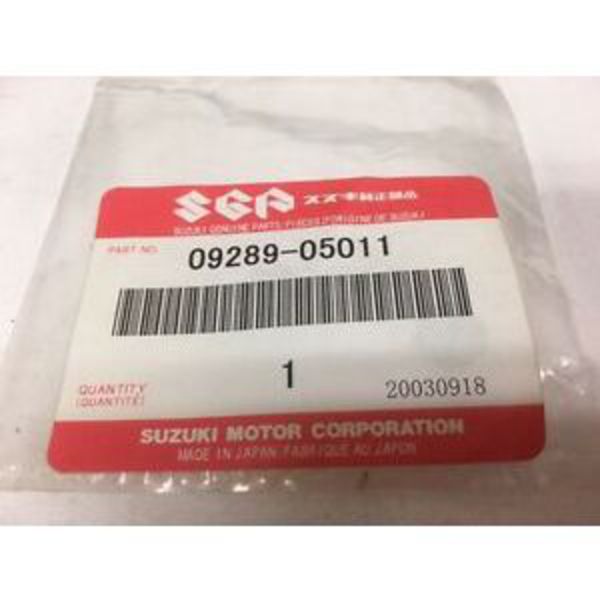 SGP スズキ純正部品
SUZUKI GENUINE PARTS/PIECES D'ORIGINE DE SUZUKI
PART NO. 09289-05011
QUANTITY 1 20030918
(QUANTITÉ)
SUZUKI MOTOR CORPORATION
MADE IN JAPAN/FABRIQUE AU JAPON